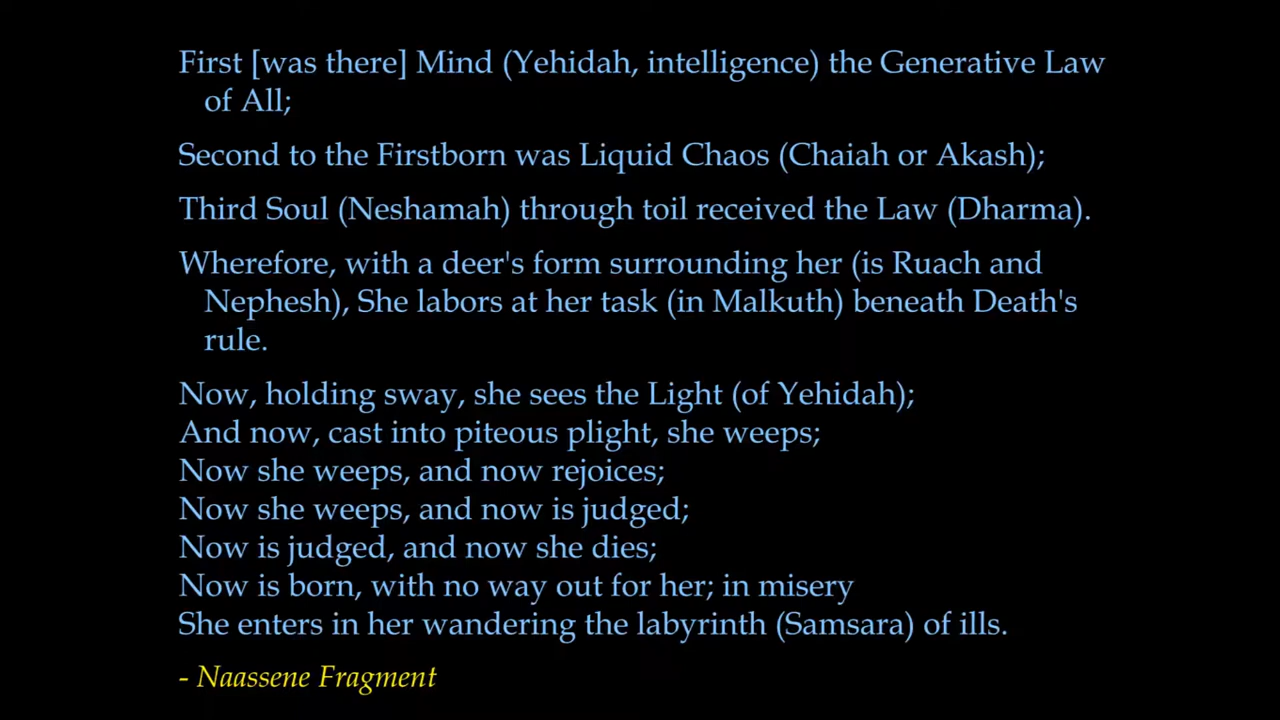 First [was there] Mind (Yehidah, intelligence) the Generative Law
of All;
Second to the Firstborn was Liquid Chaos (Chaiah or Akash);
Third Soul (Neshamah) through toil received the Law (Dharma).
Wherefore, with a deer's form surrounding her (is Ruach and
Nephesh), She labors at her task (in Malkuth) beneath Death's
rule.
Now, holding sway, she sees the Light (of Yehidah);
And now, cast into piteous plight, she weeps;
Now she weeps, and now rejoices;
Now she weeps, and now is judged;
Now is judged, and now she dies;
Now is born, with no way out for her; in misery
She enters in her wandering the labyrinth (Samsara) of ills.
- Naassene Fragment